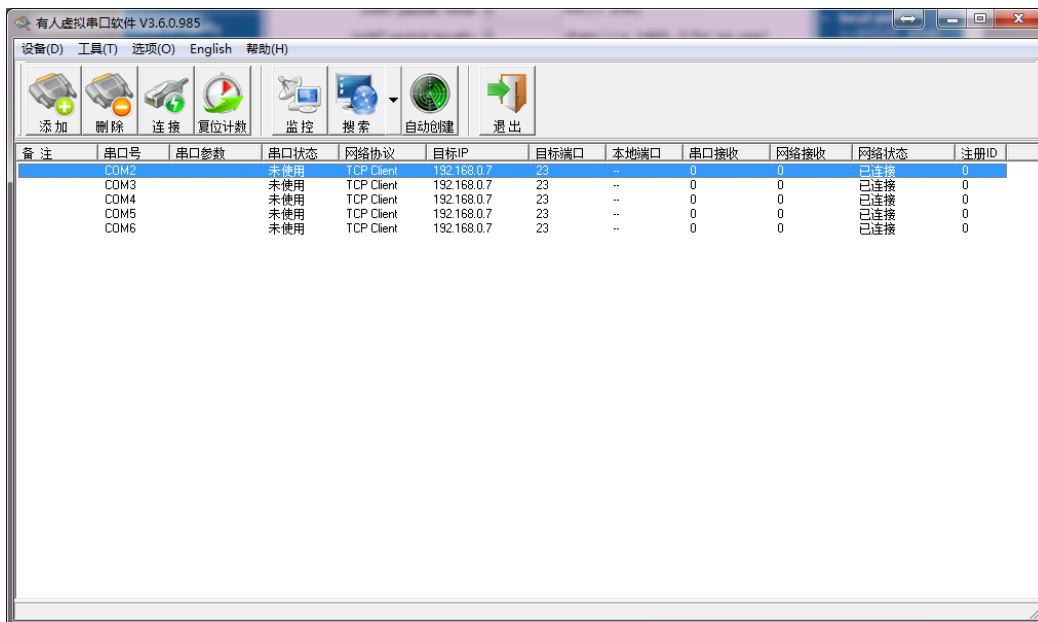 有人虚拟串口软件 V3.6.0.985
设备(D) 工具(T) 选项(O) English 帮助(H)
添加 删除 连接 复位计数 监控 搜索 自动创建 退出
备 注 串口号 串口参数 串口状态 网络协议 目标IP 目标端口 本地端口 串口接收 网络接收 网络状态 注册ID
COM2 未使用 TCP Client 192.168.0.7 23 -- 0 0 已连接 0
COM3 未使用 TCP Client 192.168.0.7 23 -- 0 0 已连接 0
COM4 未使用 TCP Client 192.168.0.7 23 -- 0 0 已连接 0
COM5 未使用 TCP Client 192.168.0.7 23 -- 0 0 已连接 0
COM6 未使用 TCP Client 192.168.0.7 23 -- 0 0 已连接 0